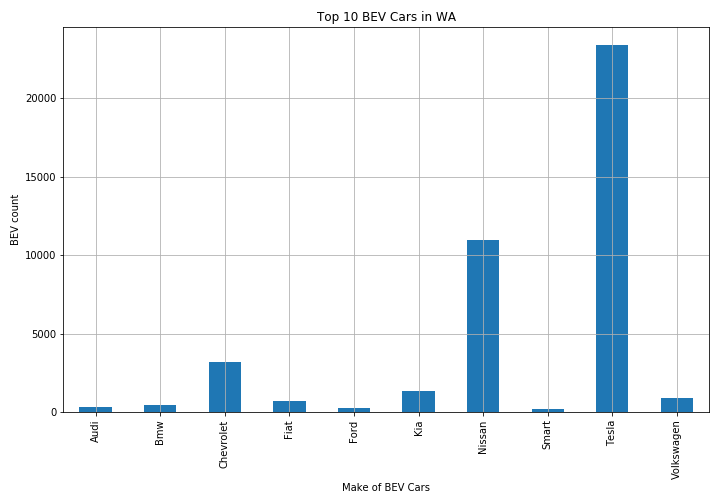 Top 10 BEV Cars in WA
20000
15000
10000
5000
0
BEV count
Audi
Bmw
Chevrolet
Fiat
Ford
Kia
Nissan
Smart
Tesla
Volkswagen
Make of BEV Cars